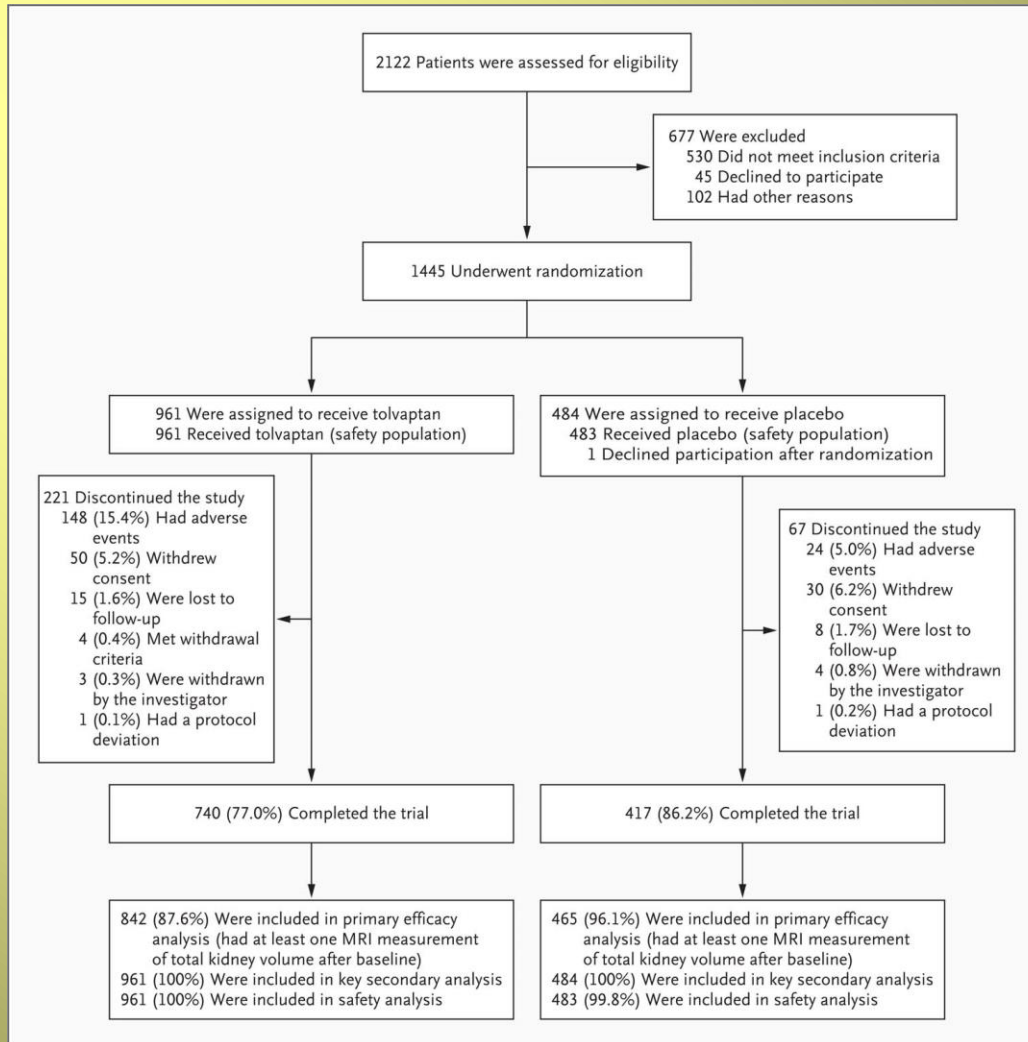 2122 Patients were assessed for eligibility
677 Were excluded
530 Did not meet inclusion criteria
45 Declined to participate
102 Had other reasons
1445 Underwent randomization
961 Were assigned to receive tolvaptan
961 Received tolvaptan (safety population)
484 Were assigned to receive placebo
483 Received placebo (safety population)
1 Declined participation after randomization
221 Discontinued the study
148 (15.4%) Had adverse
events
50 (5.2%) Withdrew
consent
15 (1.6%) Were lost to
follow-up
4 (0.4%) Met withdrawal
criteria
3 (0.3%) Were withdrawn
by the investigator
1 (0.1%) Had a protocol
deviation
67 Discontinued the study
24 (5.0%) Had adverse
events
30 (6.2%) Withdrew
consent
8 (1.7%) Were lost to
follow-up
4 (0.8%) Were withdrawn
by the investigator
1 (0.2%) Had a protocol
deviation
740 (77.0%) Completed the trial
417 (86.2%) Completed the trial
842 (87.6%) Were included in primary efficacy
analysis (had at least one MRI measurement
of total kidney volume after baseline)
961 (100%) Were included in key secondary analysis
961 (100%) Were included in safety analysis
465 (96.1%) Were included in primary efficacy
analysis (had at least one MRI measurement
of total kidney volume after baseline)
484 (100%) Were included in key secondary analysis
483 (99.8%) Were included in safety analysis